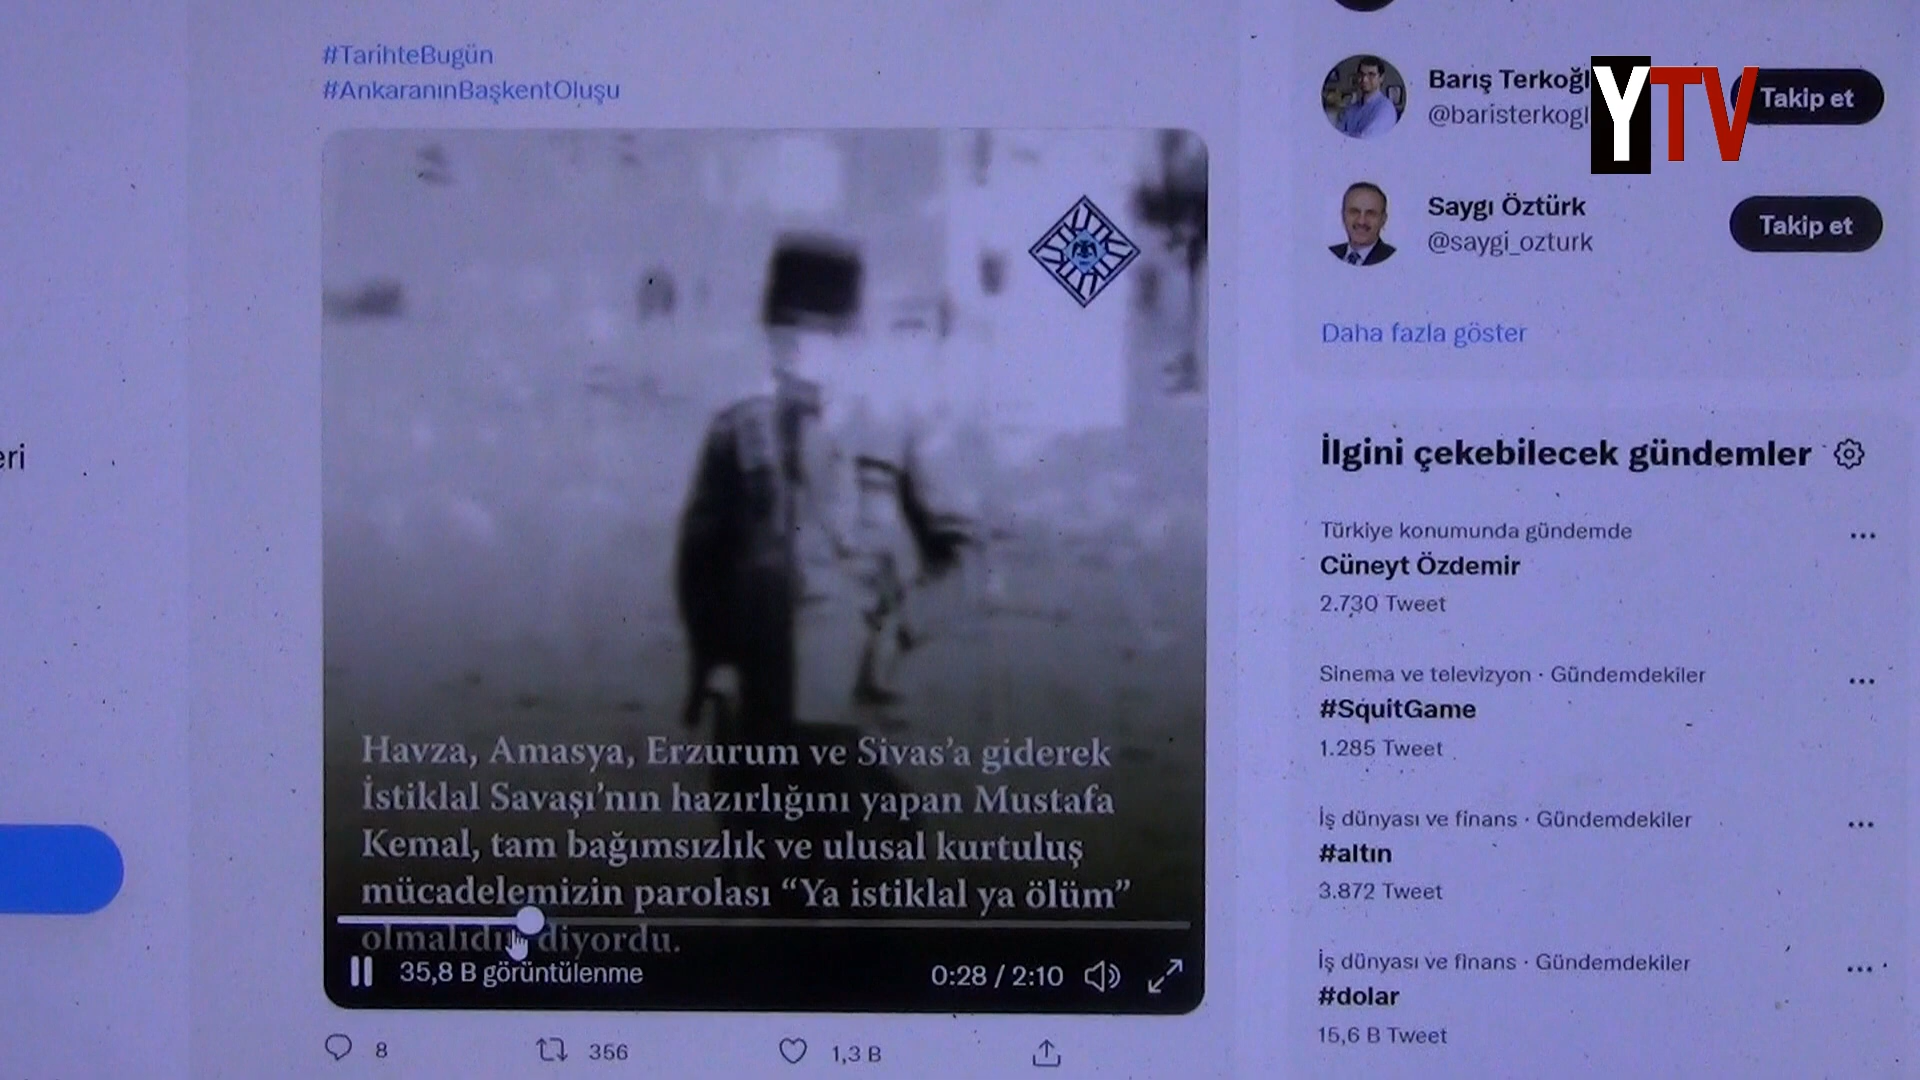 #TarihteBugün
#AnkaranınBaşkentOluşu
Havza, Amasya, Erzurum ve Sivas’a giderek
İstiklal Savaşı’nın hazırlığını yapan Mustafa
Kemal, tam bağımsızlık ve ulusal kurtuluş
mücadelemizin parolası “Ya istiklal ya ölüm”
diyordu.
35,8 B görüntülenme
0:28 / 2:10
8
356
1,3 B
eri
Barış Terkoğl
@baristerkogl
YTV
Takip et
Saygı Öztürk
@saygi_ozturk
Takip et
Daha fazla göster
İlgini çekebilecek gündemler
Türkiye konumunda gündemde
Cüneyt Özdemir
2.730 Tweet
Sinema ve televizyon · Gündemdekiler
#SquitGame
1.285 Tweet
İş dünyası ve finans · Gündemdekiler
#altın
3.872 Tweet
İş dünyası ve finans · Gündemdekiler
#dolar
15,6 B Tweet